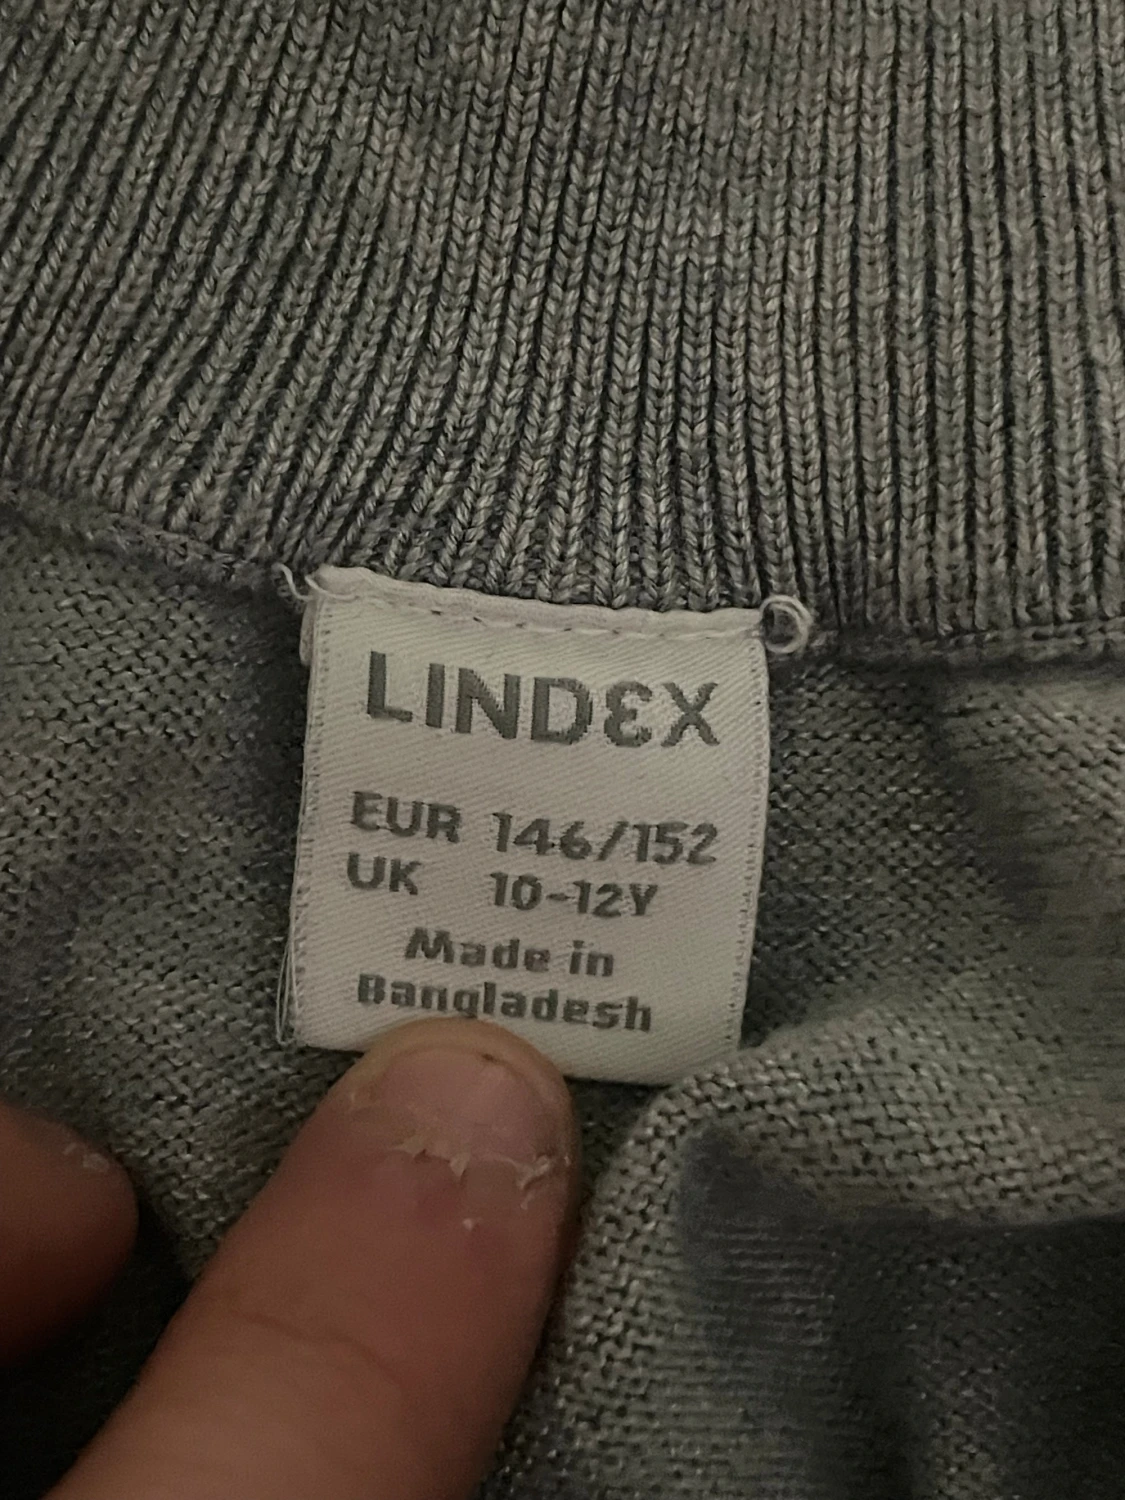 LINDEX
EUR 146/152
UK 10-12Y
Made in
Bangladesh